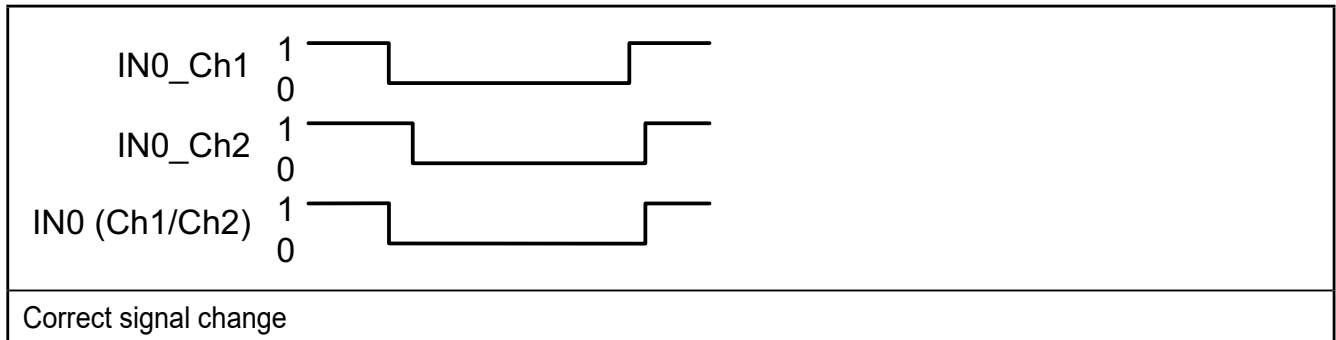 IN0_Ch1 1
0
IN0_Ch2 1
0
IN0 (Ch1/Ch2) 1
0
Correct signal change